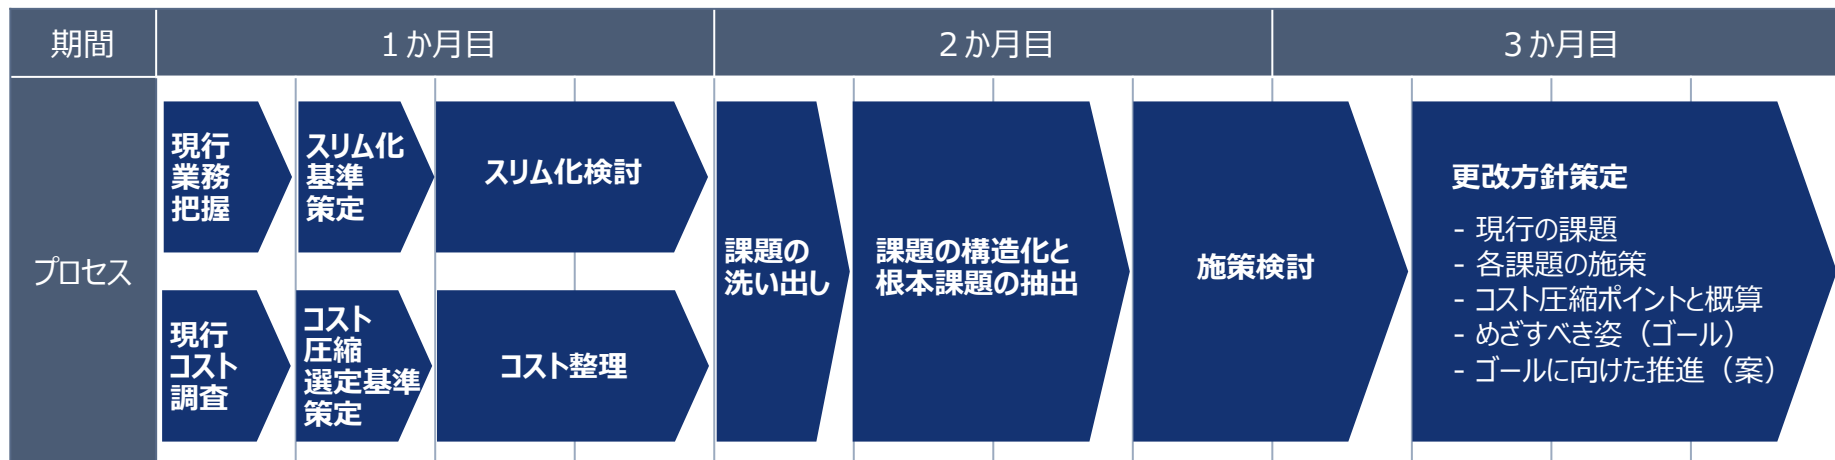 期間
１か月目
２か月目
３か月目
プロセス
現行
業務
把握
スリム化
基準
策定
スリム化検討
現行
コスト
調査
コスト
圧縮
選定基準
策定
コスト整理
課題の
洗い出し
課題の構造化と
根本課題の抽出
施策検討
更改方針策定
- 現行の課題
- 各課題の施策
- コスト圧縮ポイントと概算
- めざすべき姿（ゴール）
- ゴールに向けた推進（案）